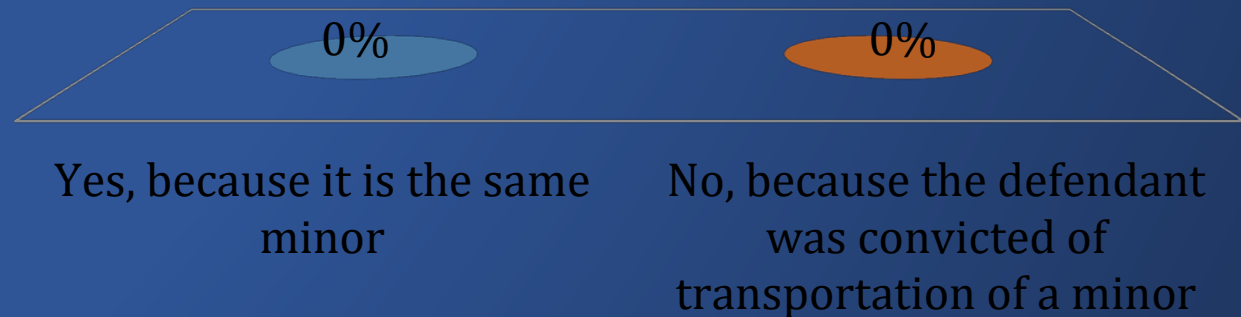 0%
0%
Yes, because it is the same
minor
No, because the defendant
was convicted of
transportation of a minor